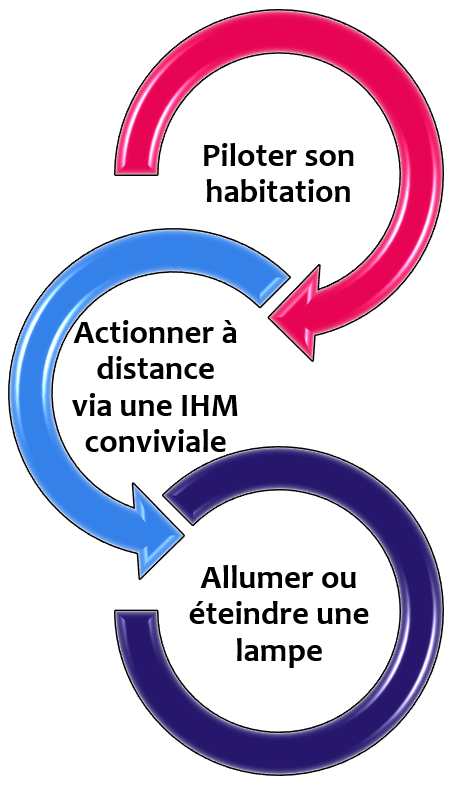 Piloter son
habitation
Actionner à
distance
via une IHM
conviviale
Allumer ou
éteindre une
lampe